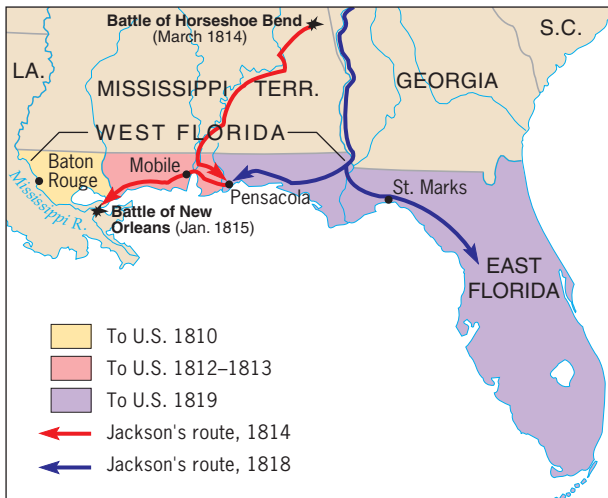 Battle of Horseshoe Bend
(March 1814)
S.C.
LA.
MISSISSIPPI TERR.
GEORGIA
WEST FLORIDA
Baton
Rouge
Mobile
Mississippi R.
Pensacola
St. Marks
Battle of New
Orleans (Jan. 1815)
EAST
FLORIDA
To U.S. 1810
To U.S. 1812–1813
To U.S. 1819
Jackson's route, 1814
Jackson's route, 1818